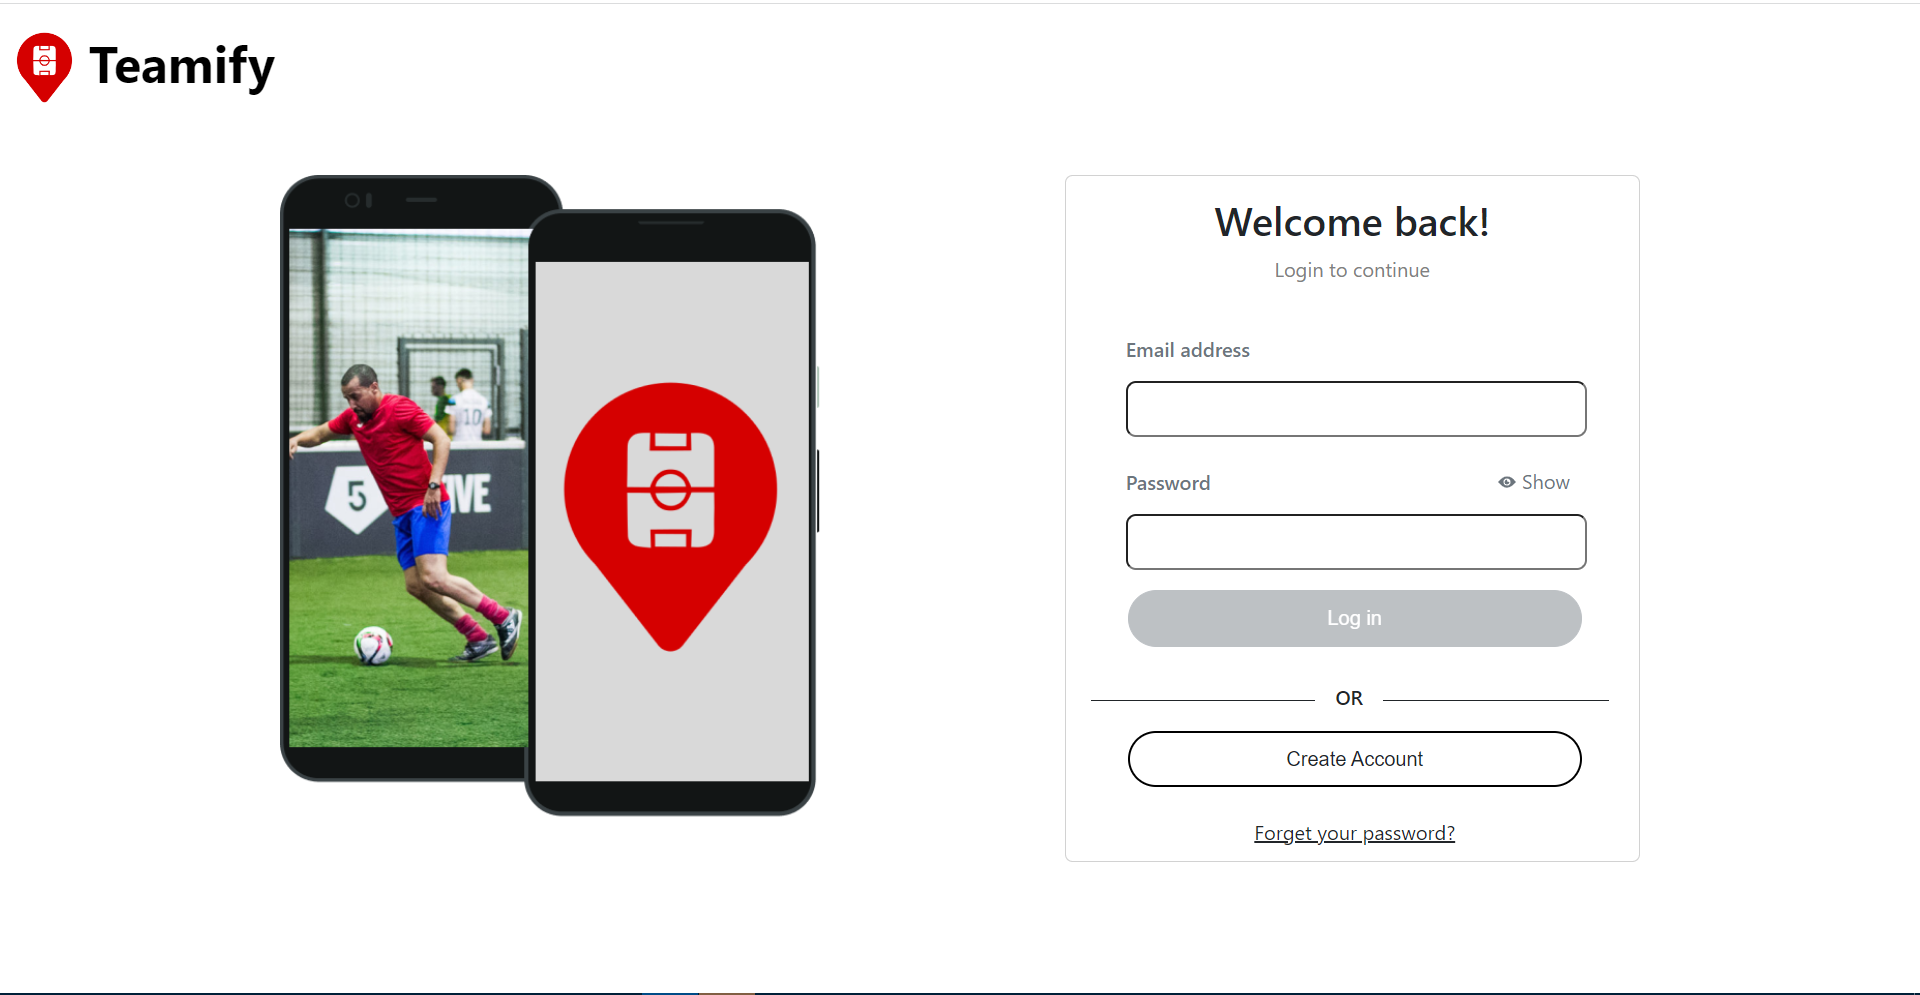 Teamify
5
IVE
10
Welcome back!
Login to continue
Email address
Password
Show
Log in
OR
Create Account
Forget your password?